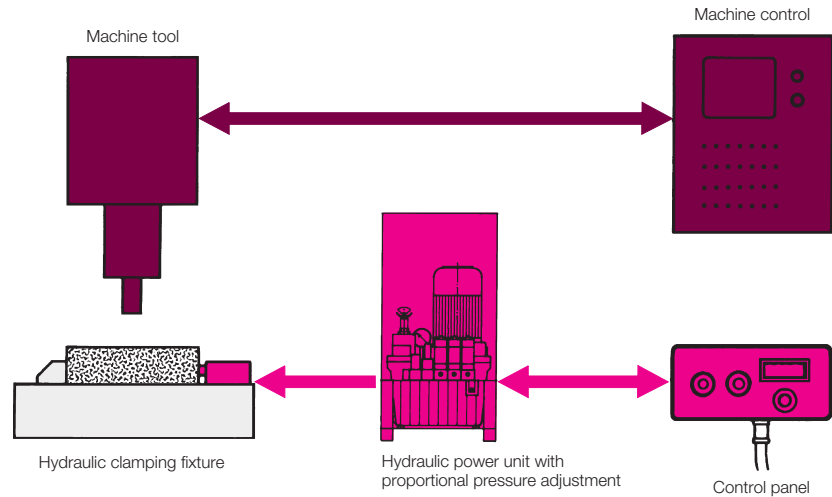 Machine tool
Machine control
Hydraulic clamping fixture
Hydraulic power unit with
proportional pressure adjustment
Control panel